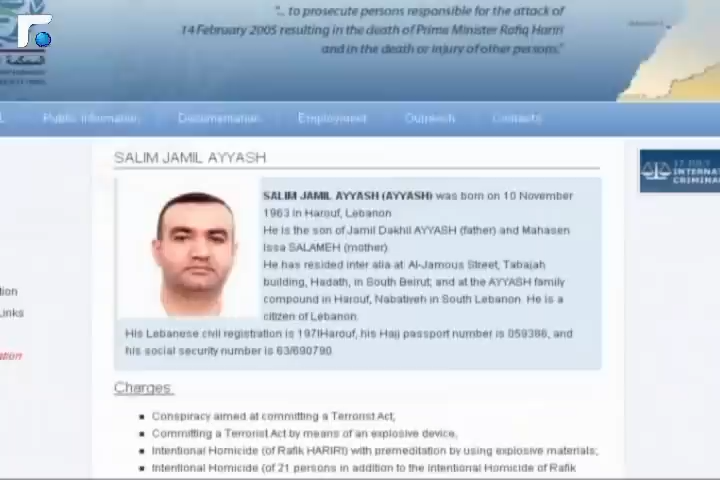 ".. to prosecute persons responsible for the attack of
14 February 2005 resulting in the death of Prime Minister Rafiq Hariri
and in the death or injury of other persons."
Public Information Documentation Employment Outreach Contacts
SALIM JAMIL AYYASH
17 JULY
INTERNAT
CRIMINAL
SALIM JAMIL AYYASH (AYYASH) was born on 10 November
1963 in Harouf, Lebanon
He is the son of Jamil Dakhil AYYASH (father) and Mahasen
Issa SALAMEH (mother).
He has resided inter alia at: Al-Jamous Street, Tabajah
building, Hadath, in South Beirut; and at the AYYASH family
compound in Harouf, Nabatiyeh in South Lebanon. He is a
citizen of Lebanon.
His Lebanese civil registration is 197/Harouf, his Hajj passport number is 059386, and
his social security number is 63/690790.
tion
Links
ation
Charges
Conspiracy aimed at committing a Terrorist Act;
Committing a Terrorist Act by means of an explosive device;
Intentional Homicide (of Rafik HARIRI) with premeditation by using explosive materials;
Intentional Homicide (of 21 persons in addition to the Intentional Homicide of Rafik